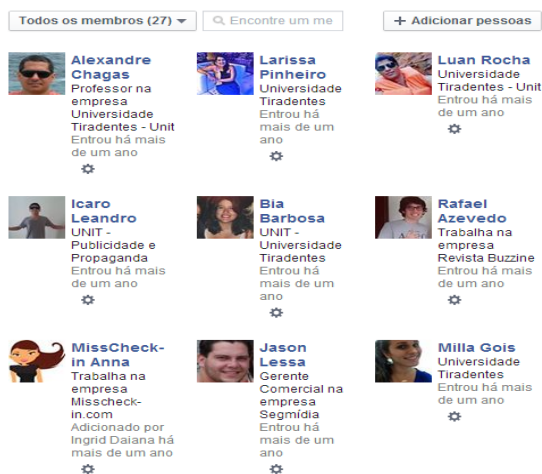 Todos os membros (27)
Encontre um me
Adicionar pessoas
Alexandre
Chagas
Professor na
empresa
Universidade
Tiradentes - Unit
Entrou há mais
de um ano
Larissa
Pinheiro
Universidade
Tiradentes
Entrou há
mais de um
ano
Luan Rocha
Universidade
Tiradentes - Unit
Entrou há mais
de um ano
Icaro
Leandro
UNIT -
Publicidade e
Propaganda
Entrou há mais
de um ano
Bia
Barbosa
UNIT -
Universidade
Tiradentes
Entrou há
mais de um
ano
Rafael
Azevedo
Trabalha na
empresa
Revista Buzzine
Entrou há mais
de um ano
MissCheck-
in Anna
Trabalha na
empresa
Misscheck-
in.com
Adicionado por
Ingrid Daiana há
mais de um ano
Jason
Lessa
Gerente
Comercial na
empresa
Segmídia
Entrou há
mais de um
ano
Milla Gois
Universidade
Tiradentes
Entrou há mais
de um ano